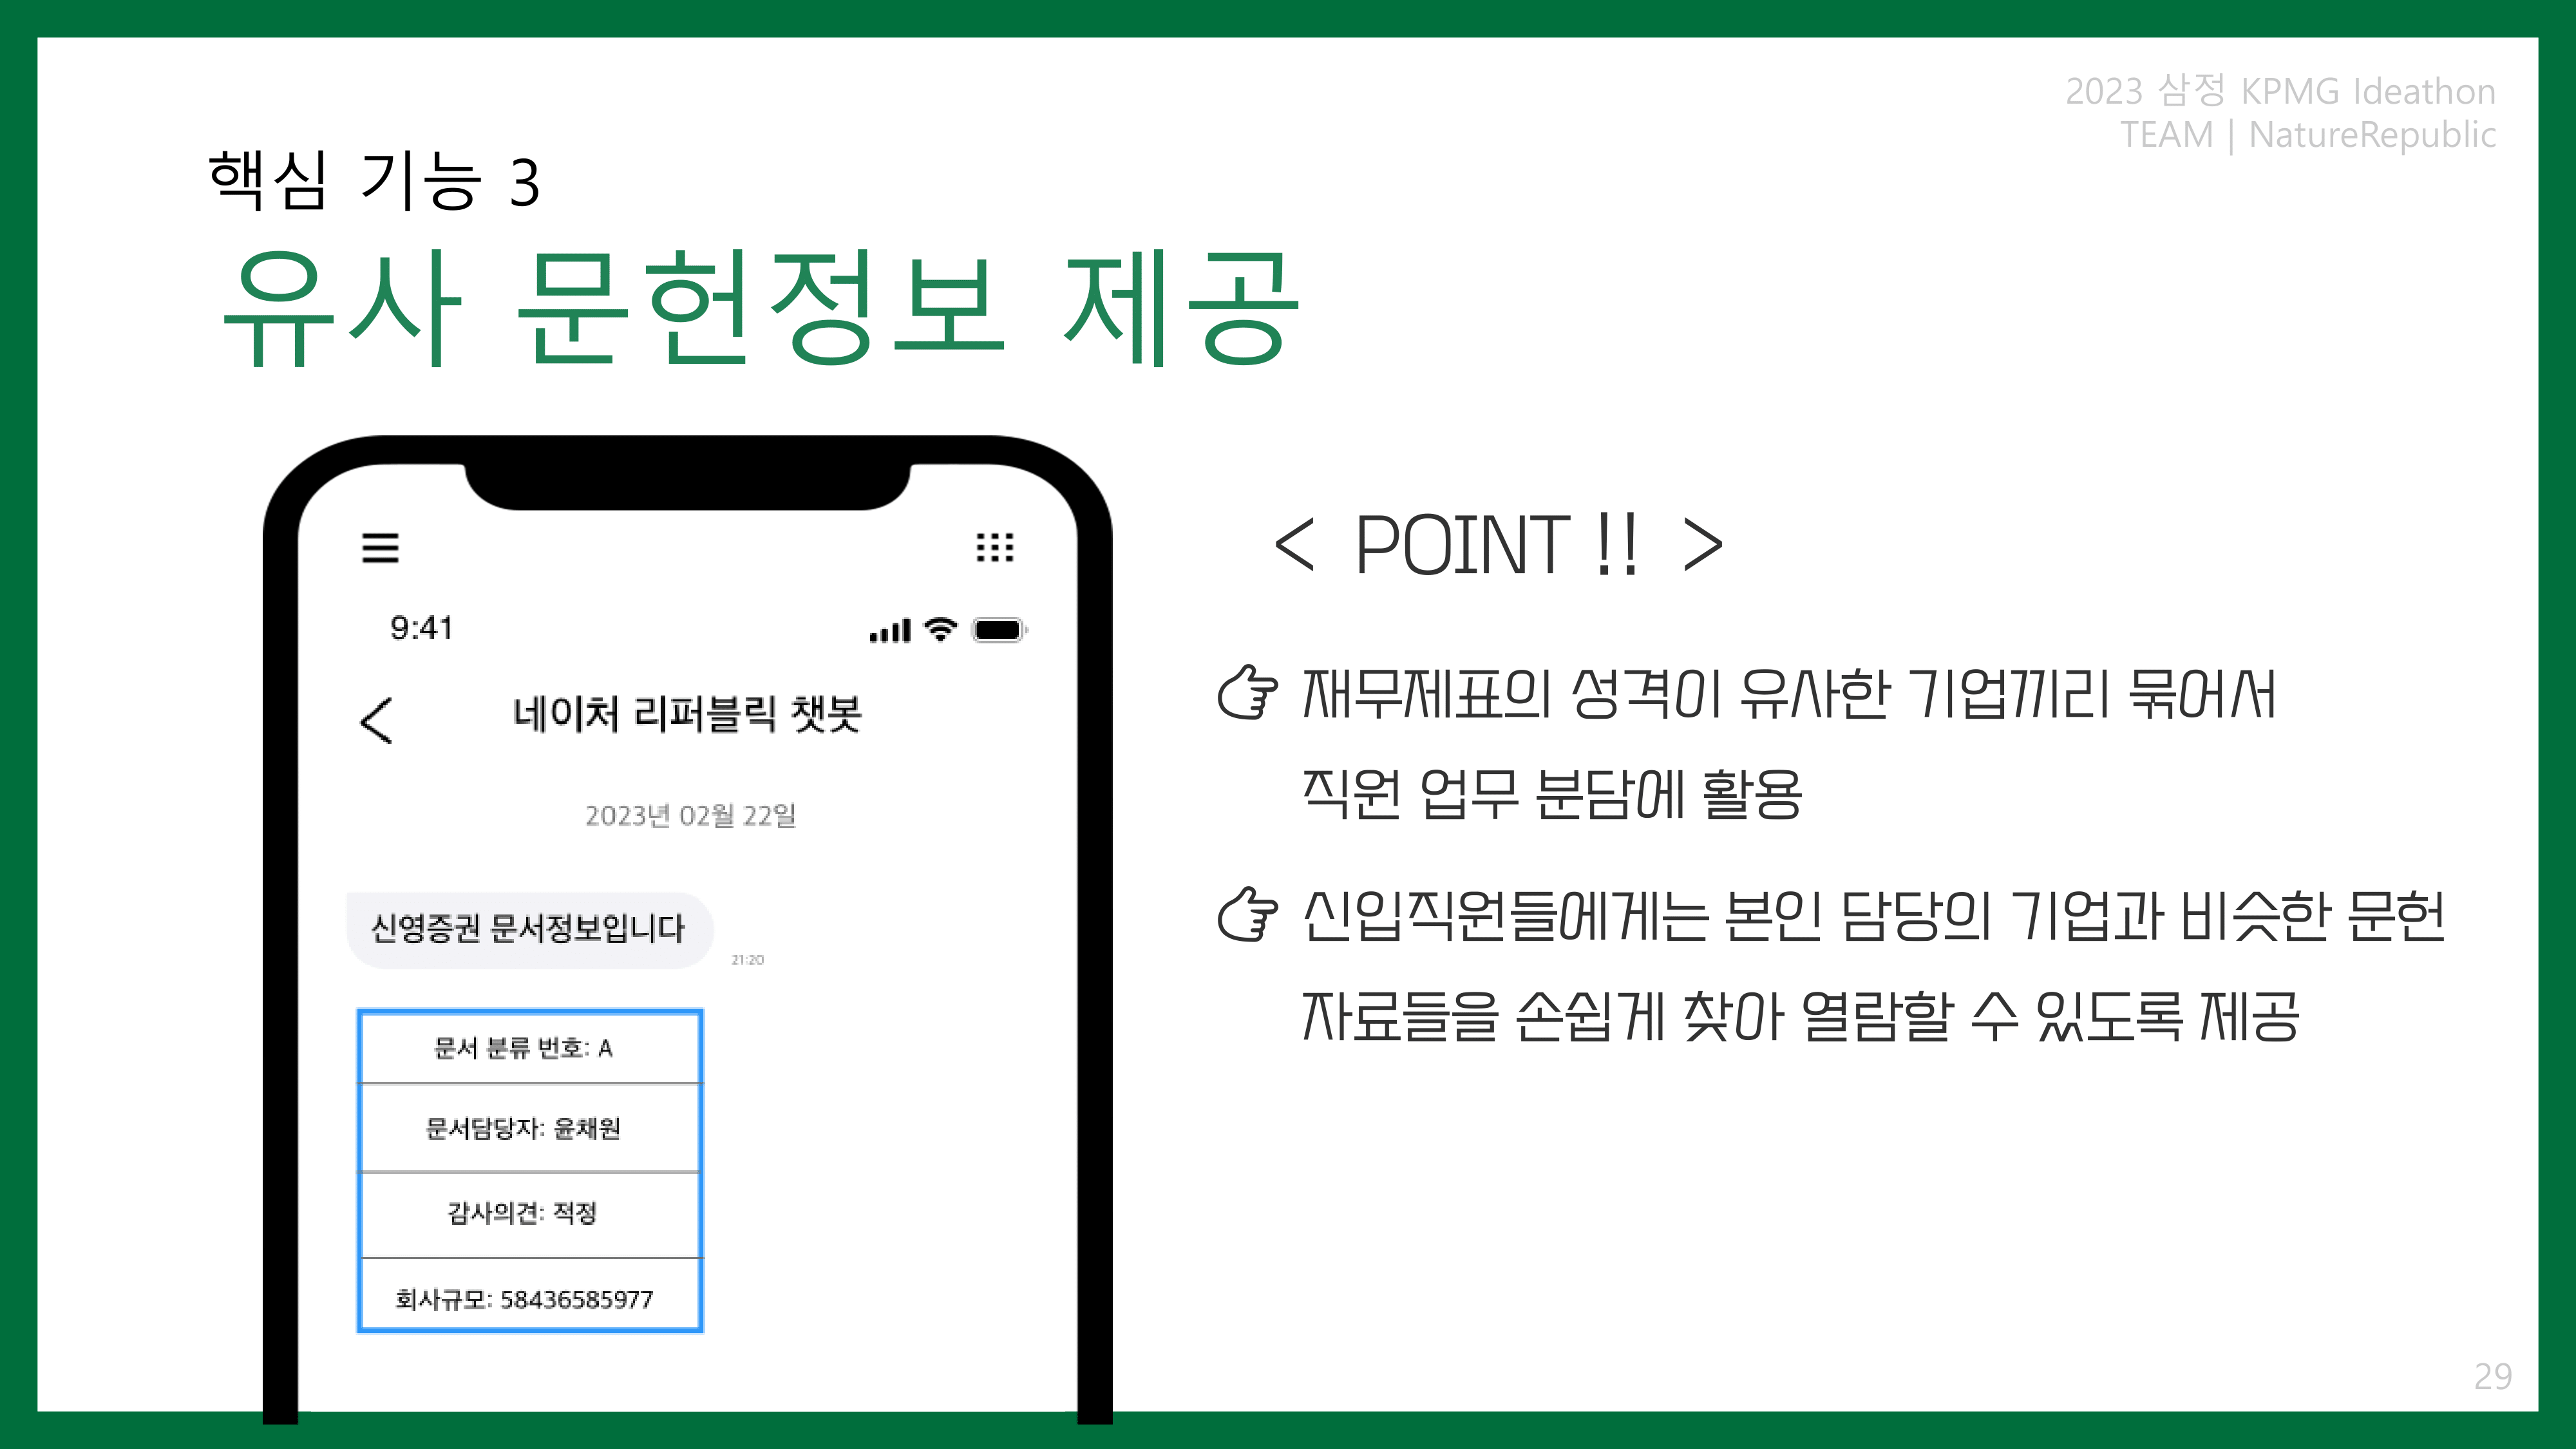 2023 삼정 KPMG Ideathon
TEAM | NatureRepublic
핵심 기능 3
유사 문헌정보 제공
9:41
네이처 리퍼블릭 챗봇
2023년 02월 22일
신영증권 문서정보입니다
21:20
문서 분류 번호: A
문서담당자: 윤채원
감사의견: 적정
회사규모: 58436585977
< POINT !! >
재무제표의 성격이 유사한 기업끼리 묶어서
직원 업무 분담에 활용
신입직원들에게는 본인 담당의 기업과 비슷한 문헌
자료들을 손쉽게 찾아 열람할 수 있도록 제공
29